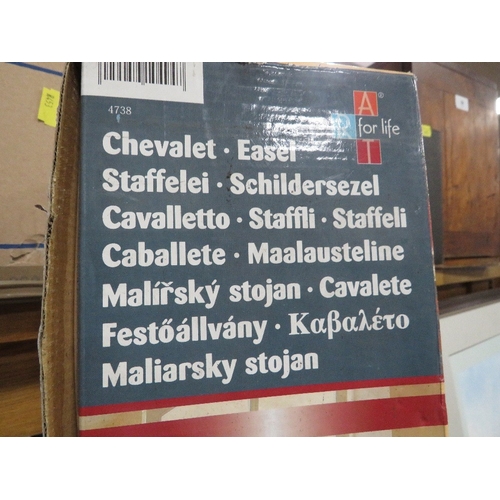 4738
ART for life®
Chevalet · Easel
Staffelei · Schildersezel
Cavalletto · Staffli · Staffeli
Caballete · Maalausteline
Malířský stojan · Cavalete
Festőállvány · Καβαλέτο
Maliarsky stojan